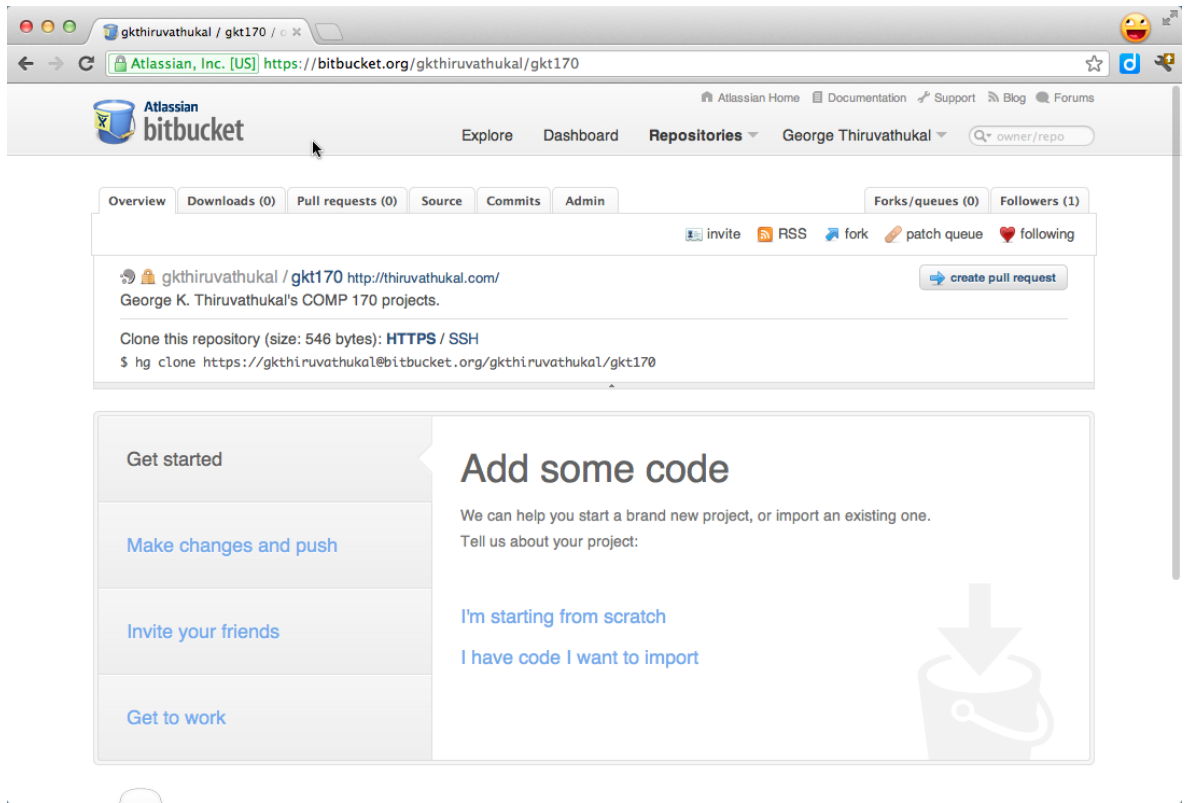 gkthiruvathukal / gkt170 /
Atlassian, Inc. [US] https://bitbucket.org/gkthiruvathukal/gkt170
Atlassian Home Documentation Support Blog Forums
Atlassian
bitbucket
Explore Dashboard Repositories George Thiruvathukal owner/repo
Overview Downloads (0) Pull requests (0) Source Commits Admin Forks/queues (0) Followers (1)
invite RSS fork patch queue following
gkthiruvathukal / gkt170 http://thiruvathukal.com/ create pull request
George K. Thiruvathukal's COMP 170 projects.
Clone this repository (size: 546 bytes): HTTPS / SSH
$ hg clone https://gkthiruvathukal@bitbucket.org/gkthiruvathukal/gkt170
Get started
Make changes and push
Invite your friends
Get to work
Add some code
We can help you start a brand new project, or import an existing one.
Tell us about your project:
I'm starting from scratch
I have code I want to import